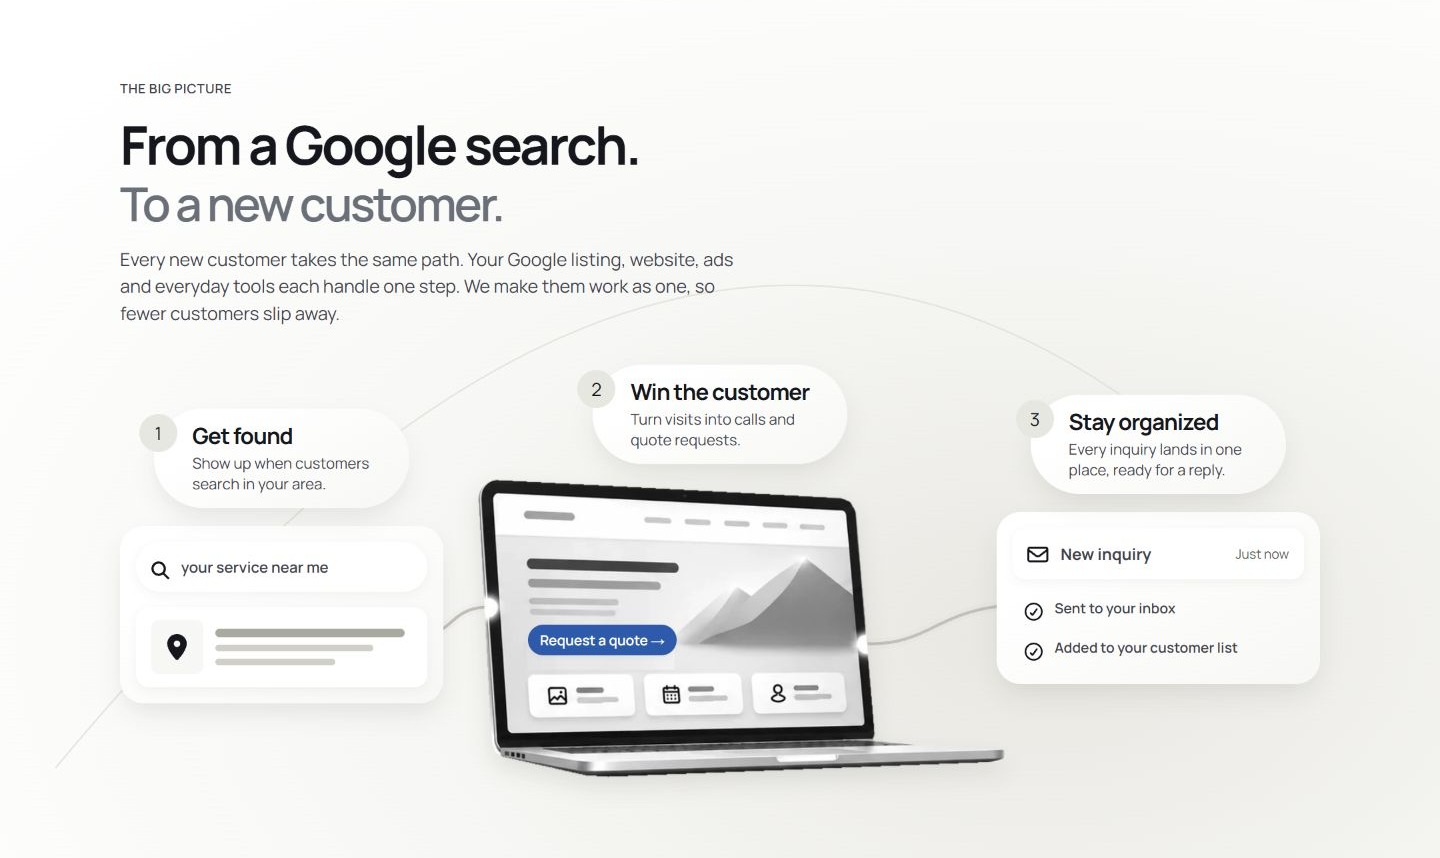 THE BIG PICTURE
From a Google search.
To a new customer.
Every new customer takes the same path. Your Google listing, website, ads
and everyday tools each handle one step. We make them work as one, so
fewer customers slip away.
1
Get found
Show up when customers
search in your area.
your service near me
2
Win the customer
Turn visits into calls and
quote requests.
Request a quote →
3
Stay organized
Every inquiry lands in one
place, ready for a reply.
New inquiry
Just now
Sent to your inbox
Added to your customer list